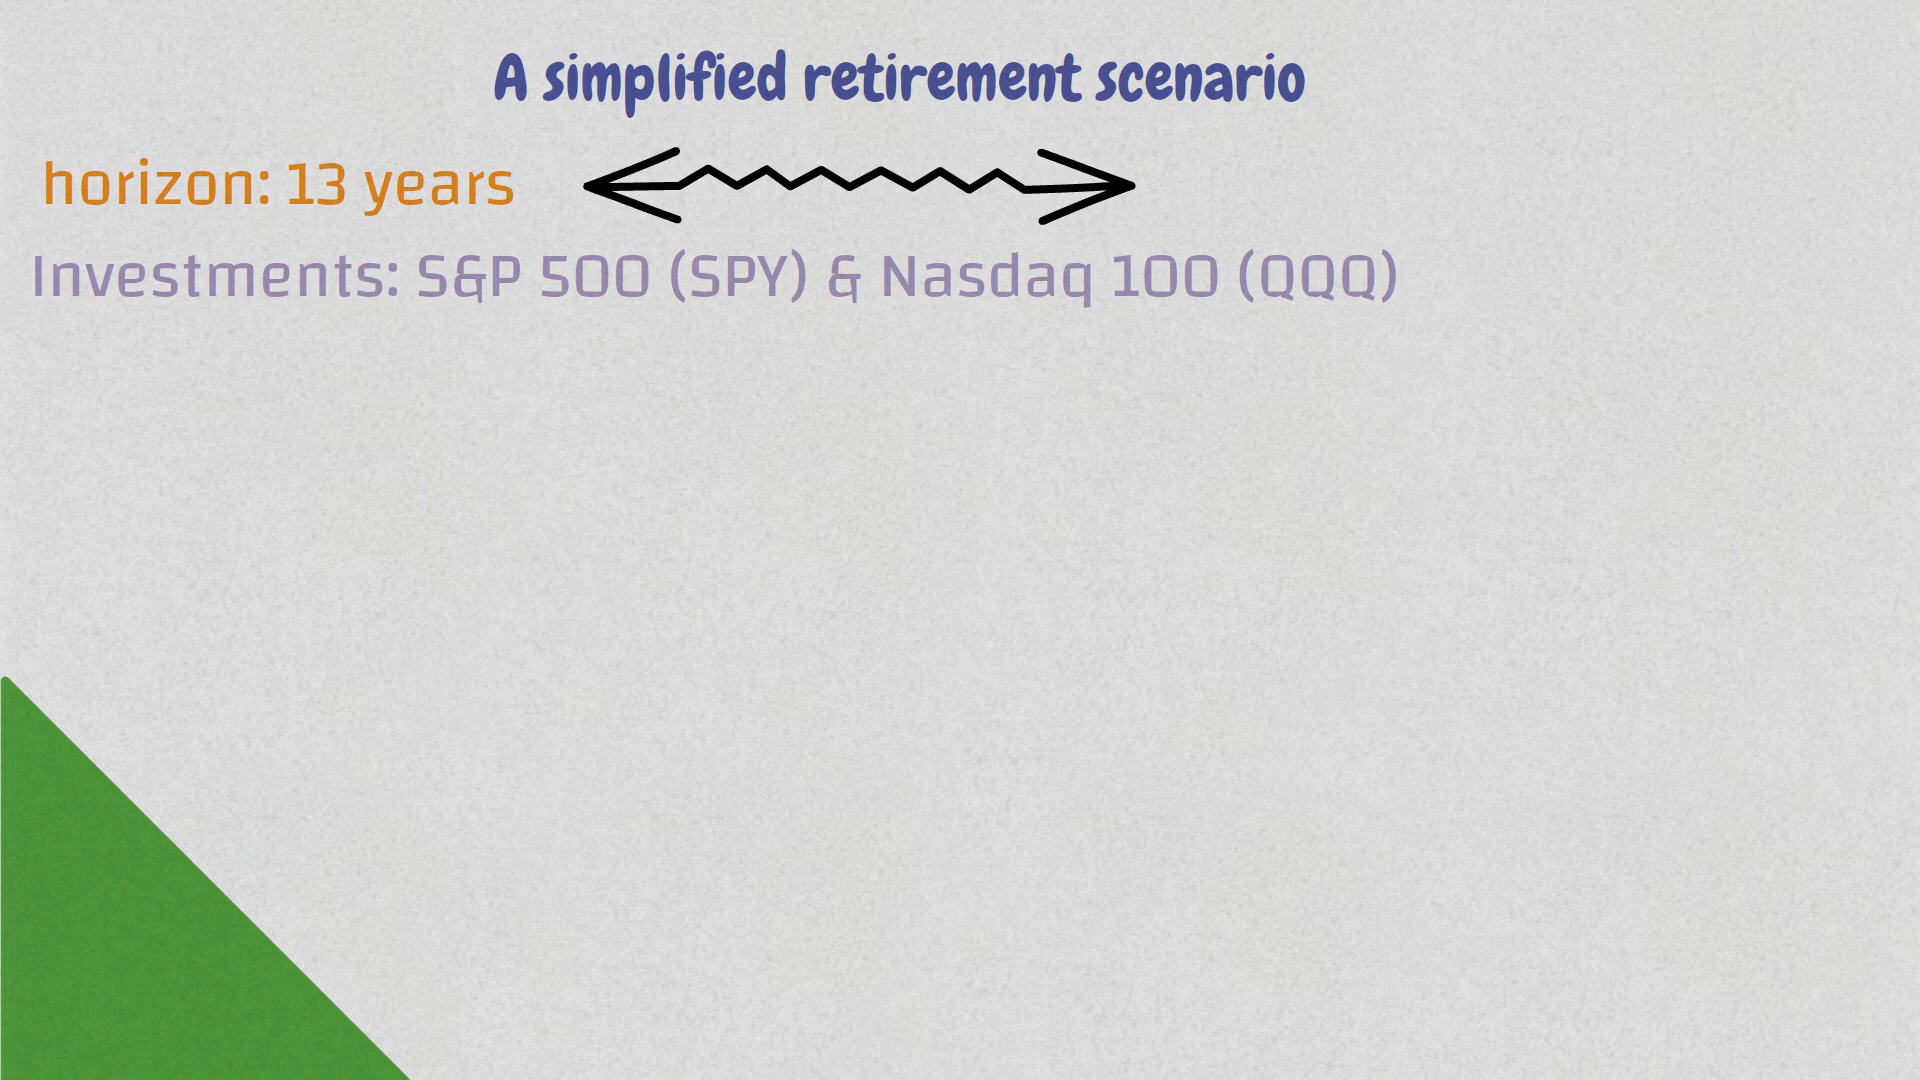 A simplified retirement scenario
horizon: 13 years
Investments: S&P 500 (SPY) & Nasdaq 100 (QQQ)